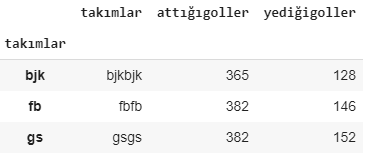 takımlar attığıgoller yediğigoller
takımlar
bjk bjkbjk 365 128
fb fbfb 382 146
gs gsgs 382 152